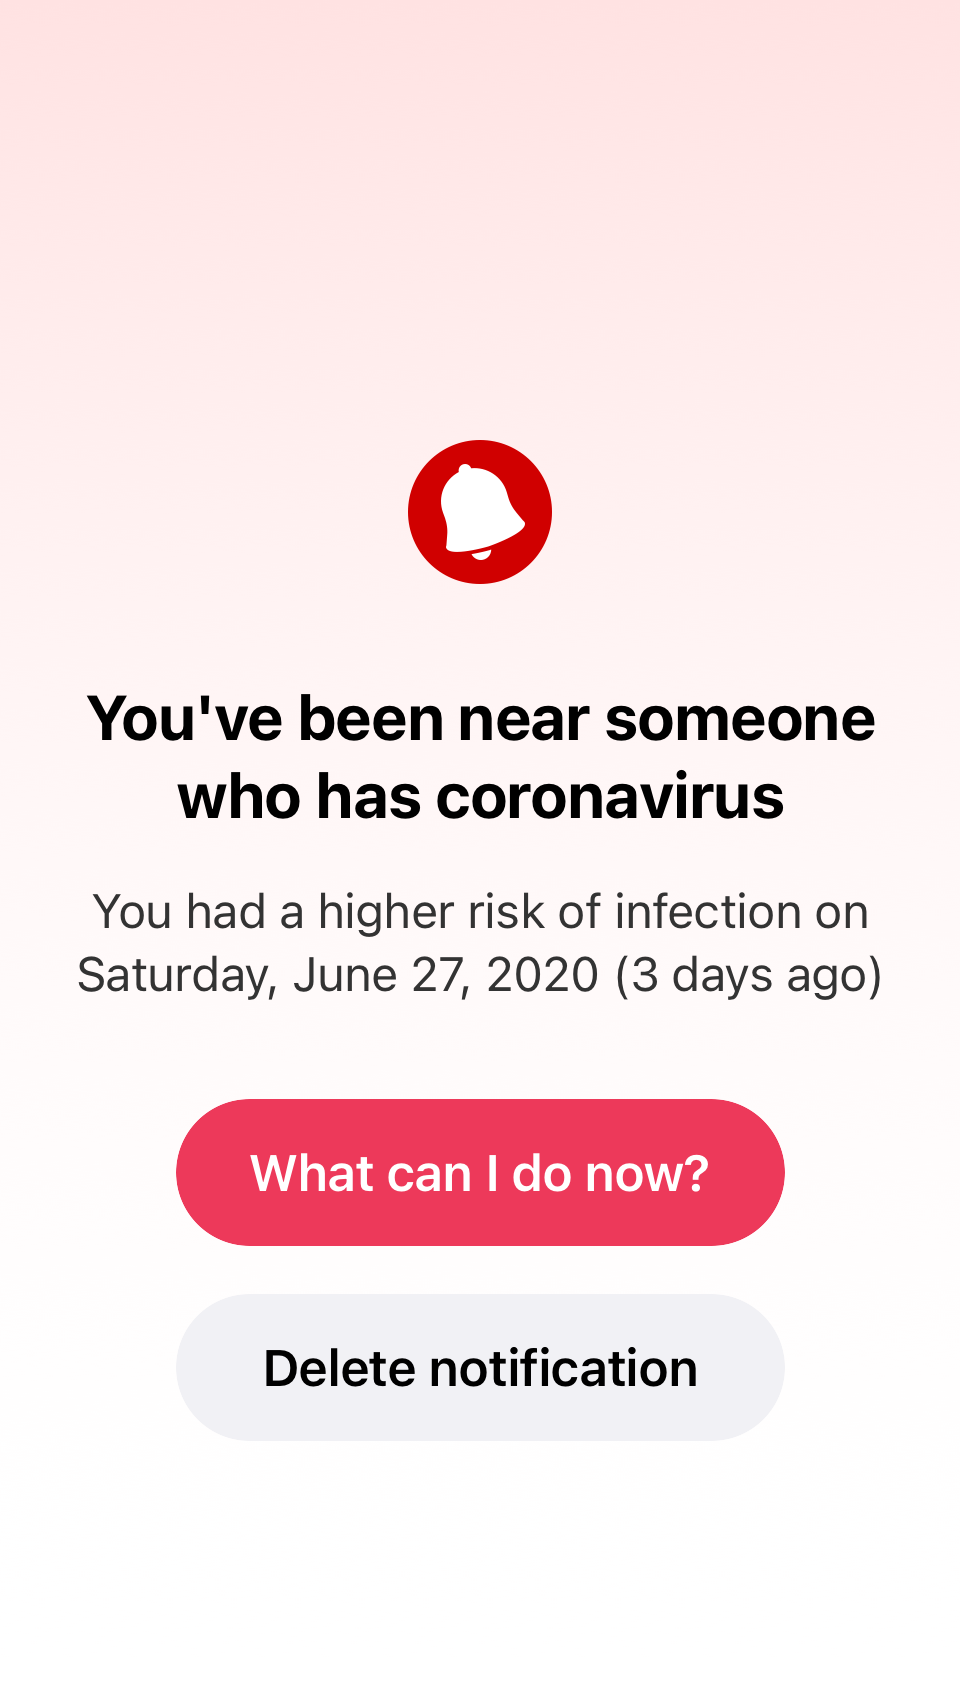 You've been near someone
who has coronavirus
You had a higher risk of infection on
Saturday, June 27, 2020 (3 days ago)
What can I do now?
Delete notification